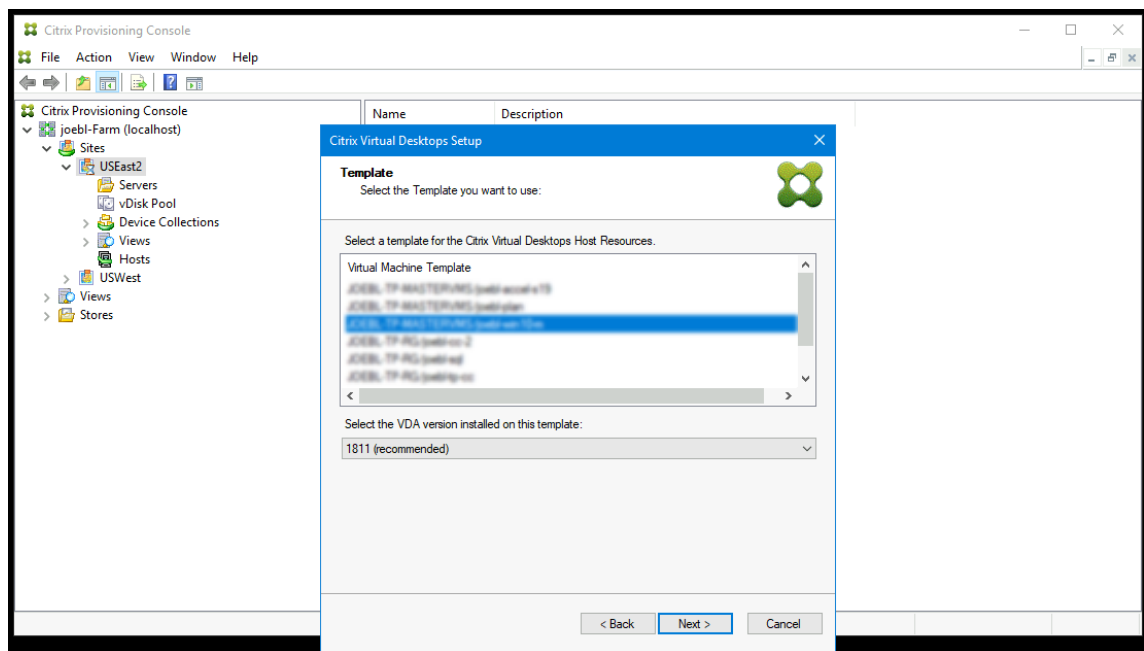 Citrix Provisioning Console
File Action View Window Help
Citrix Provisioning Console
joebl-Farm (localhost)
Sites
USEast2
Servers
vDisk Pool
Device Collections
Views
Hosts
USWest
Views
Stores
Name Description
Citrix Virtual Desktops Setup
Template
Select the Template you want to use:
Select a template for the Citrix Virtual Desktops Host Resources.
Virtual Machine Template
Select the VDA version installed on this template:
1811 (recommended)
< Back Next > Cancel